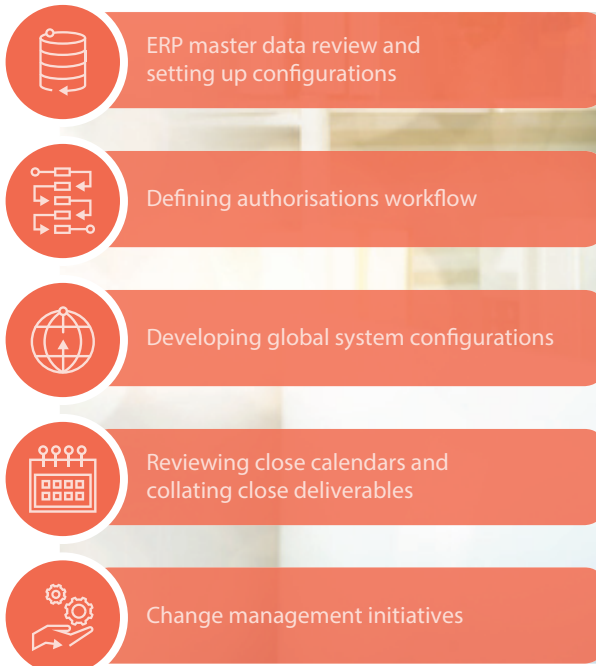 ERP master data review and
setting up configurations
Defining authorisations workflow
Developing global system configurations
Reviewing close calendars and
collating close deliverables
Change management initiatives